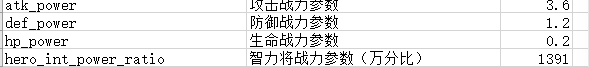 atk_power 攻击战力参数 3.6
def_power 防御战力参数 1.2
hp_power 生命战力参数 0.2
hero_int_power_ratio 智力将战力参数（万分比） 1391